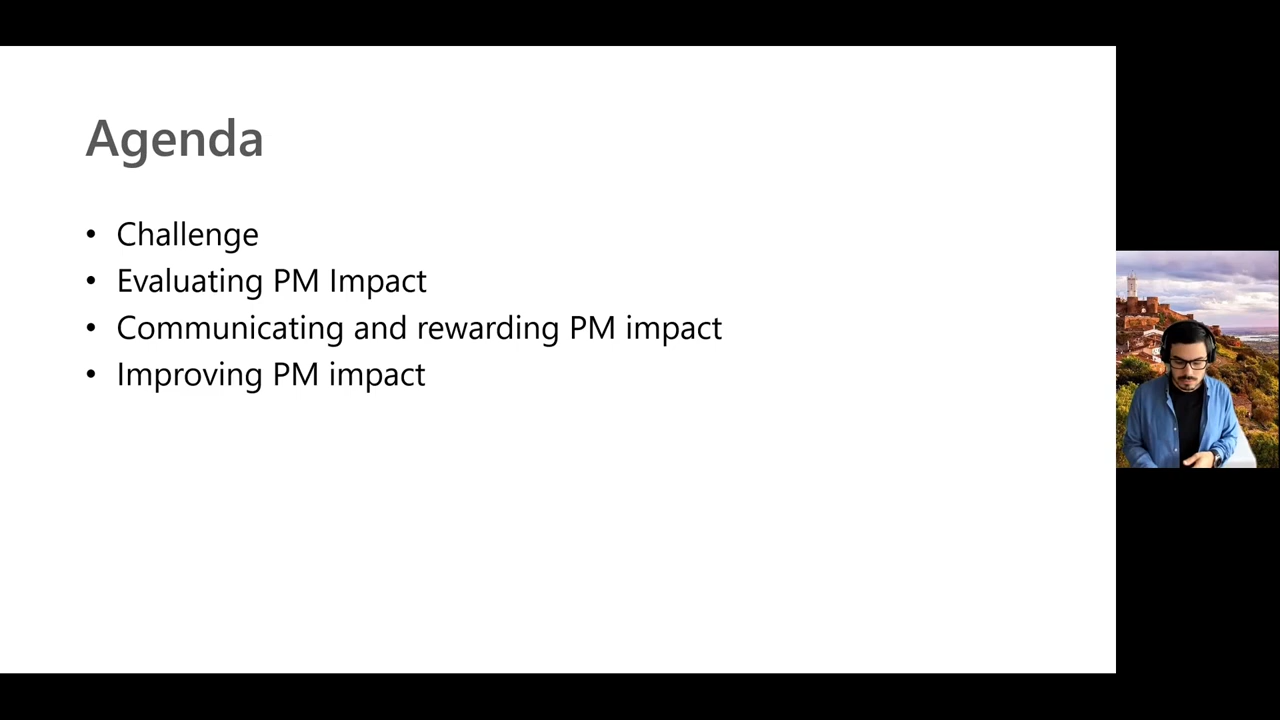 Agenda
• Challenge
• Evaluating PM Impact
• Communicating and rewarding PM impact
• Improving PM impact